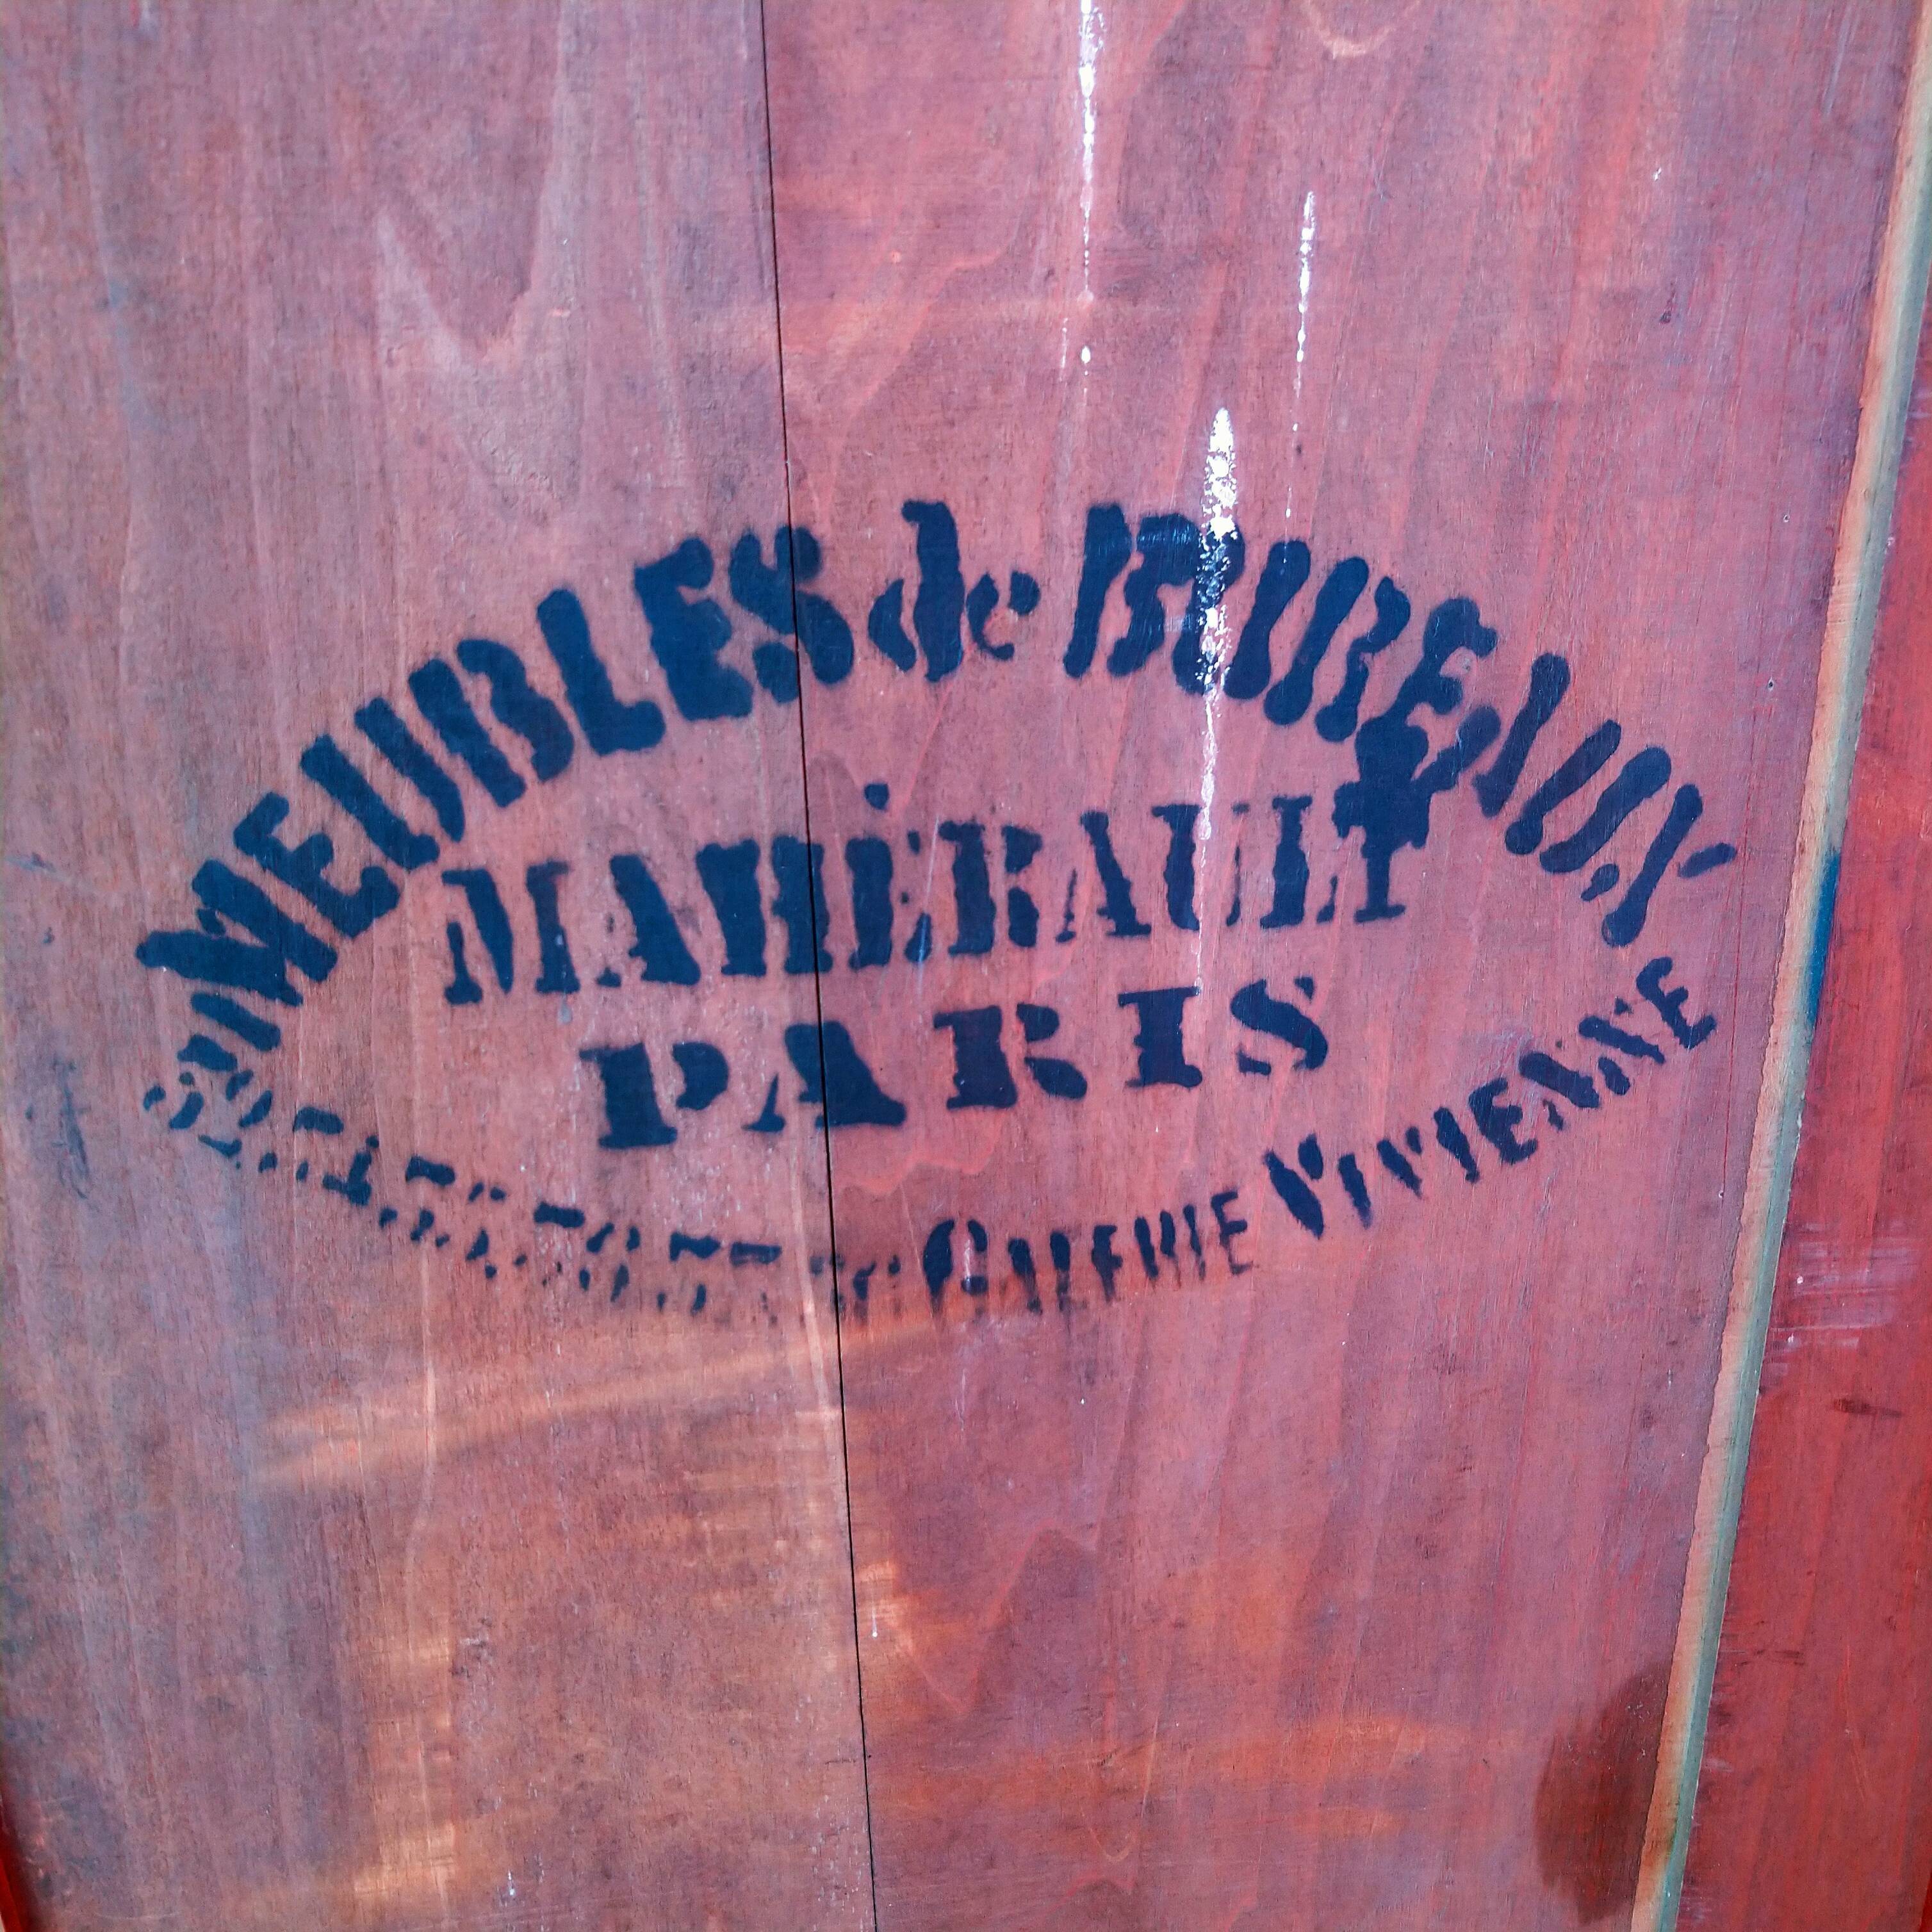 MEUBLES de BUREAUX
MAHÉRAULT
PARIS
GALERIE VIVIENNE